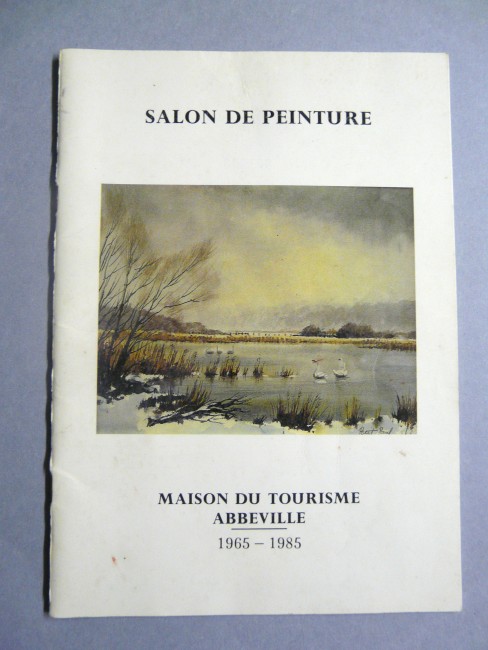 SALON DE PEINTURE
MAISON DU TOURISME
ABBEVILLE
1965 – 1985